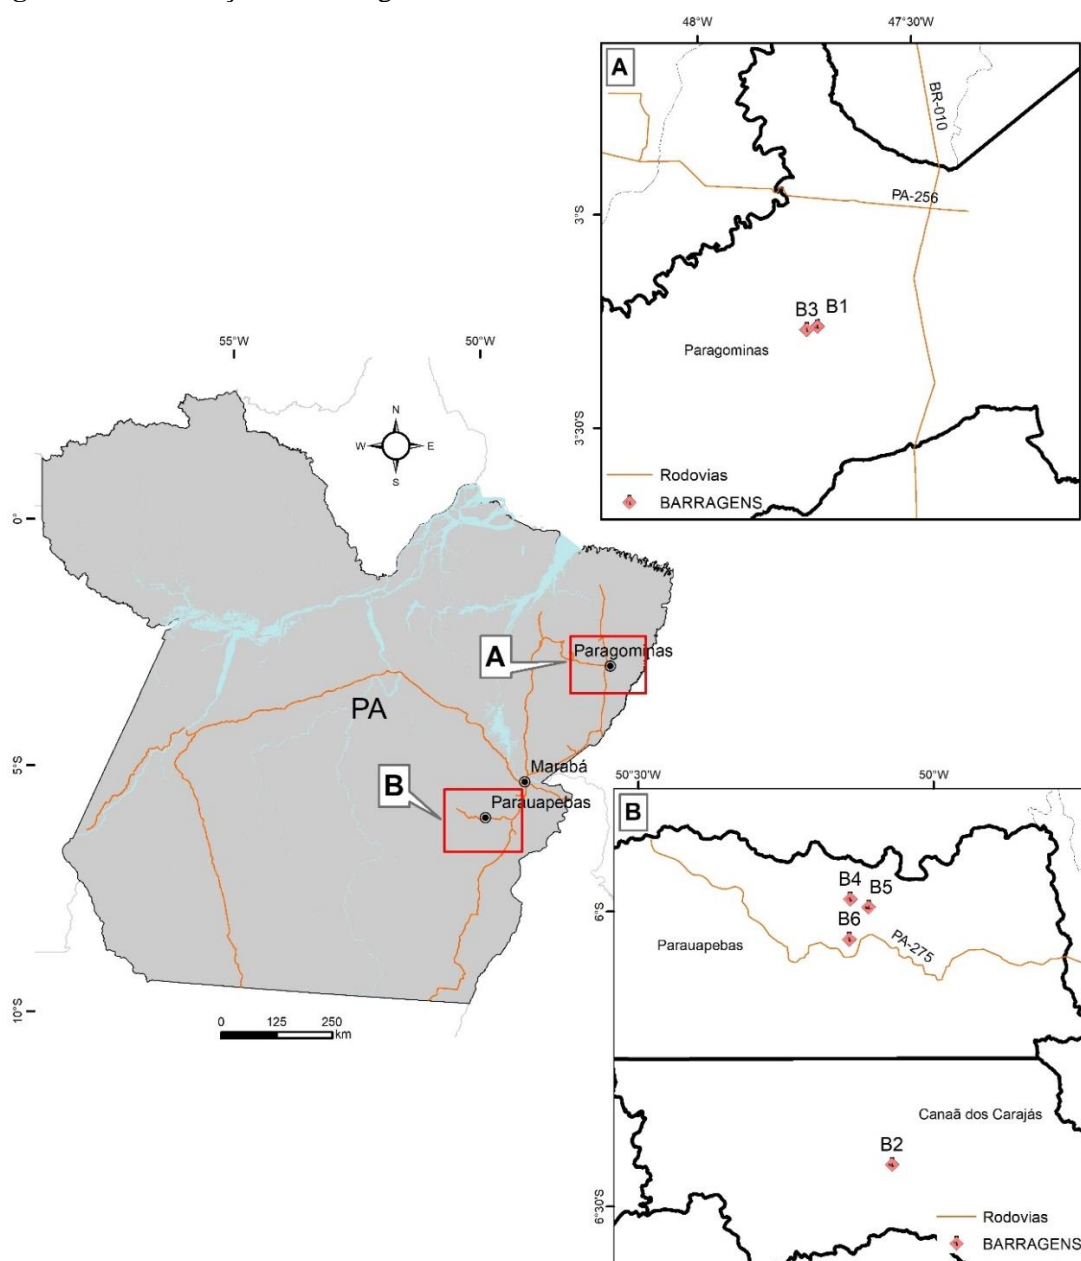 48°W 47°30'W
A
BR-010
PA-256
3°S
B3 B1
Paragominas
3°30'S
Rodovias
BARRAGENS
55°W 50°W
N
W E
S
0°
A
Paragominas
PA
5°S
Marabá
B
Parauapebas
10°S
0 125 250
km
50°30'W 50°W
B
B4
B5
6°S
B6
Parauapebas
PA-275
Canaã dos Carajás
B2
6°30'S
Rodovias
BARRAGENS